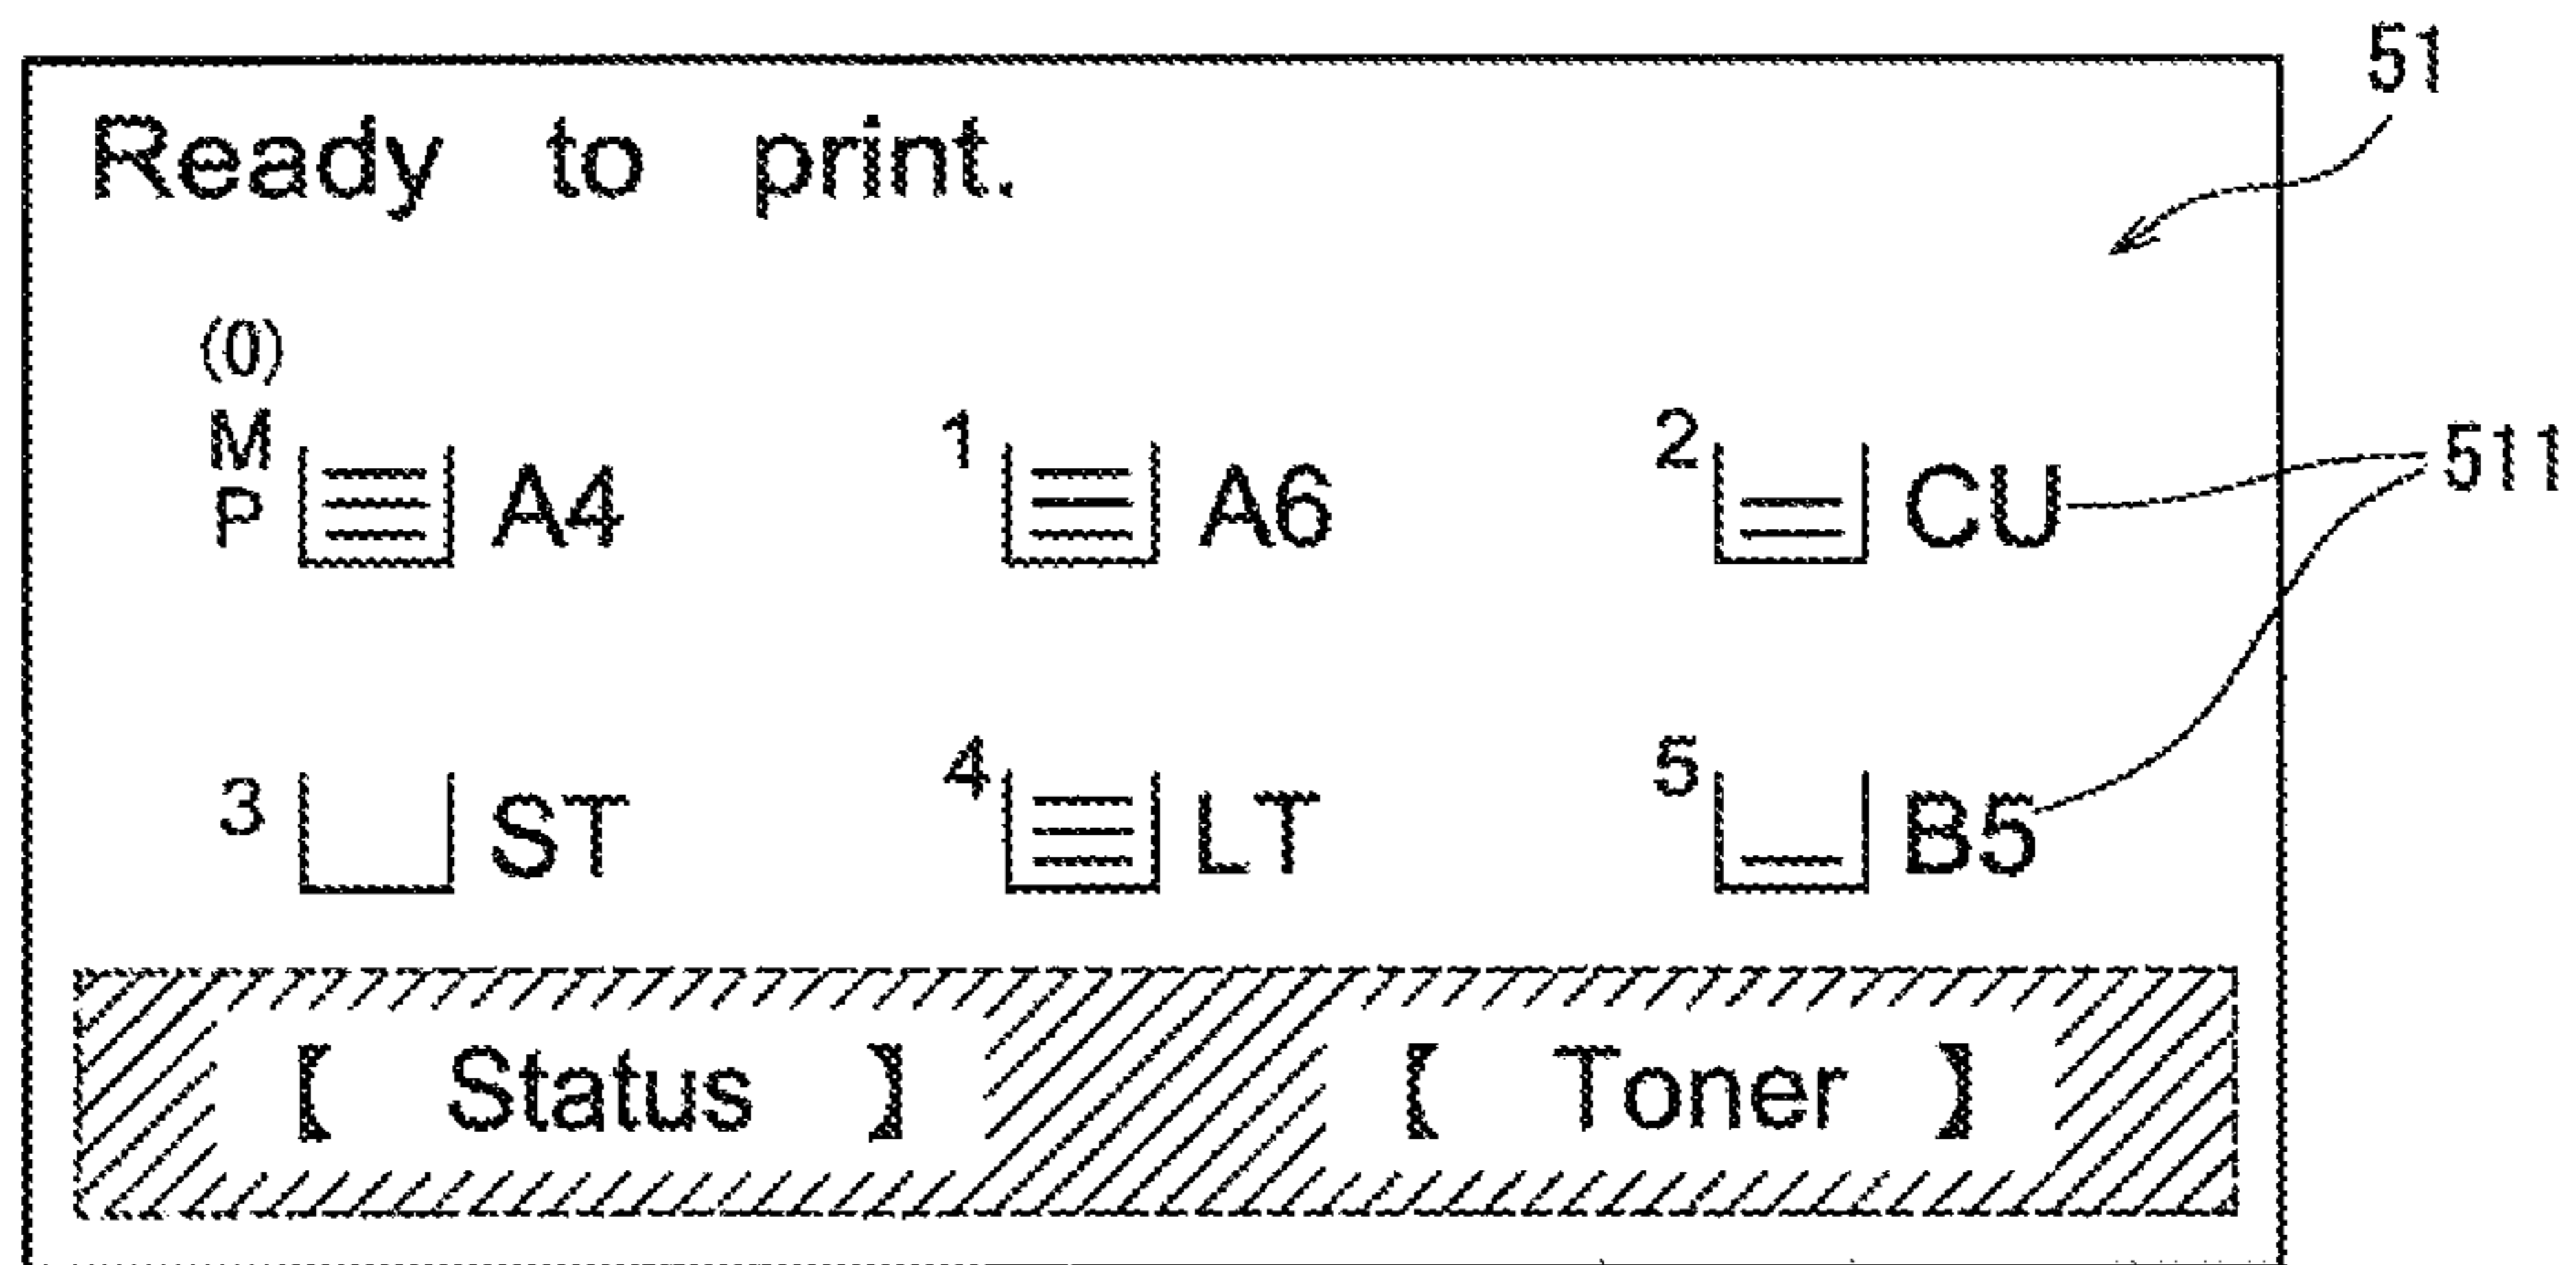 51
Ready to print.
(0)
MP A4 1 A6 2 CU 511
3 ST 4 LT 5 B5
【 Status 】 【 Toner 】